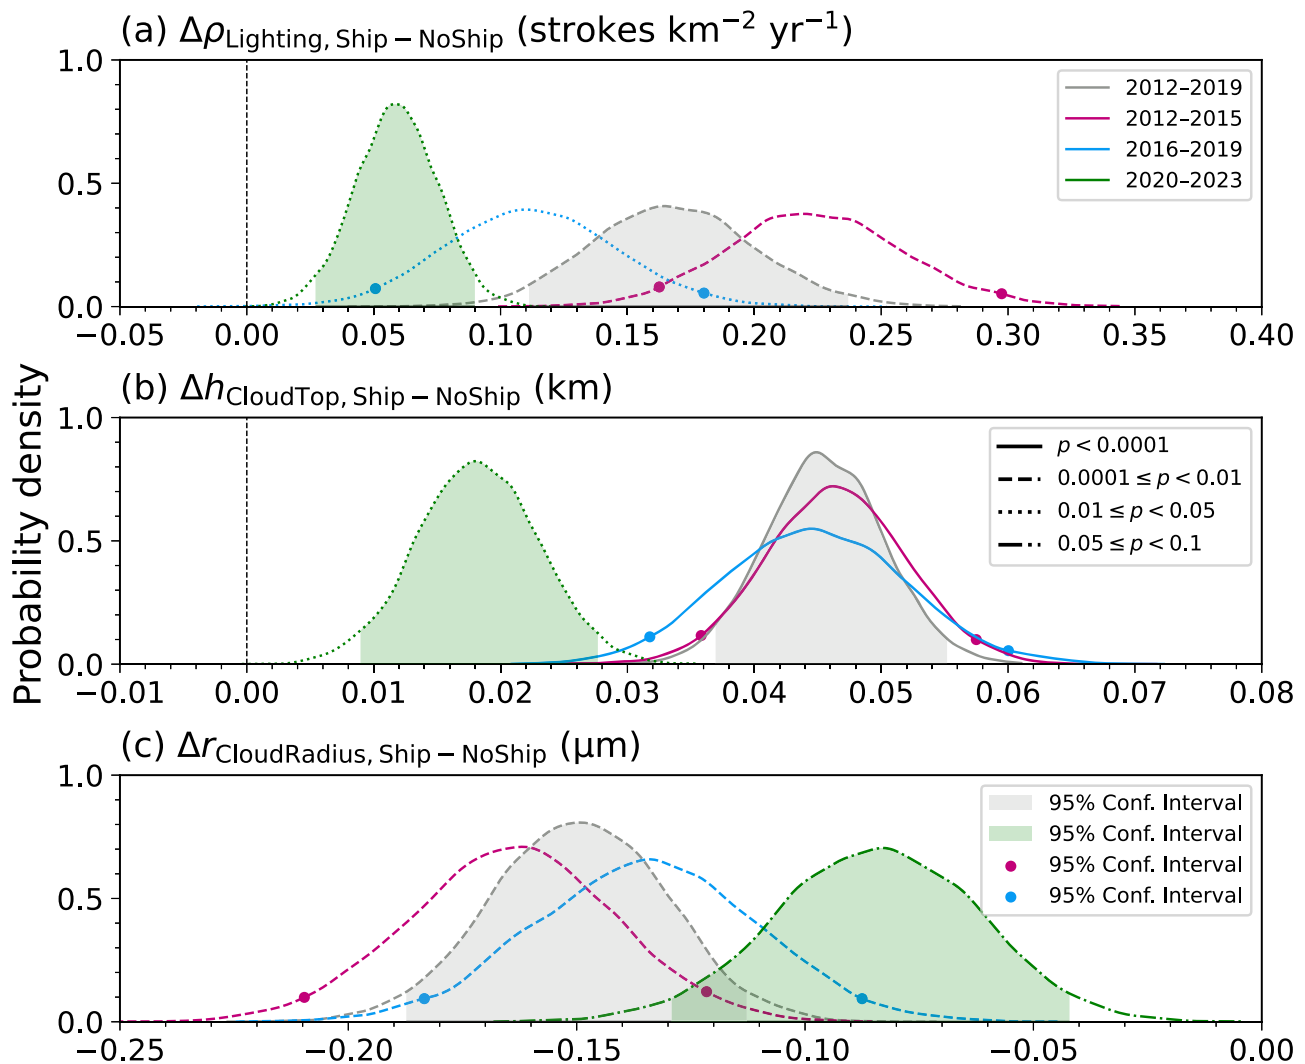 (a) Δρ_Lighting, Ship − NoShip (strokes km⁻² yr⁻¹)
1.0
0.5
0.0
2012–2019
2012–2015
2016–2019
2020–2023
−0.05 0.00 0.05 0.10 0.15 0.20 0.25 0.30 0.35 0.40
Probability density
(b) Δh_CloudTop, Ship − NoShip (km)
1.0
0.5
0.0
p < 0.0001
0.0001 ≤ p < 0.01
0.01 ≤ p < 0.05
0.05 ≤ p < 0.1
−0.01 0.00 0.01 0.02 0.03 0.04 0.05 0.06 0.07 0.08
(c) Δr_CloudRadius, Ship − NoShip (µm)
1.0
0.5
0.0
95% Conf. Interval
95% Conf. Interval
95% Conf. Interval
95% Conf. Interval
−0.25 −0.20 −0.15 −0.10 −0.05 0.00